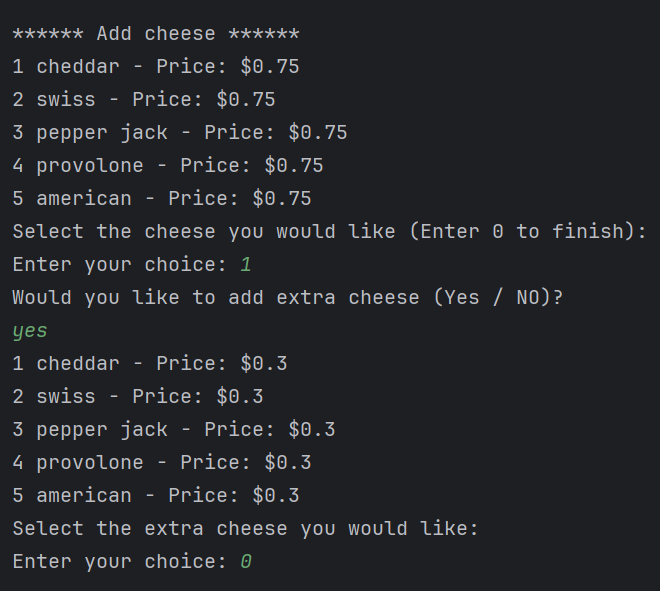 ****** Add cheese ******
1 cheddar - Price: $0.75
2 swiss - Price: $0.75
3 pepper jack - Price: $0.75
4 provolone - Price: $0.75
5 american - Price: $0.75
Select the cheese you would like (Enter 0 to finish):
Enter your choice: 1
Would you like to add extra cheese (Yes / NO)?
yes
1 cheddar - Price: $0.3
2 swiss - Price: $0.3
3 pepper jack - Price: $0.3
4 provolone - Price: $0.3
5 american - Price: $0.3
Select the extra cheese you would like:
Enter your choice: 0